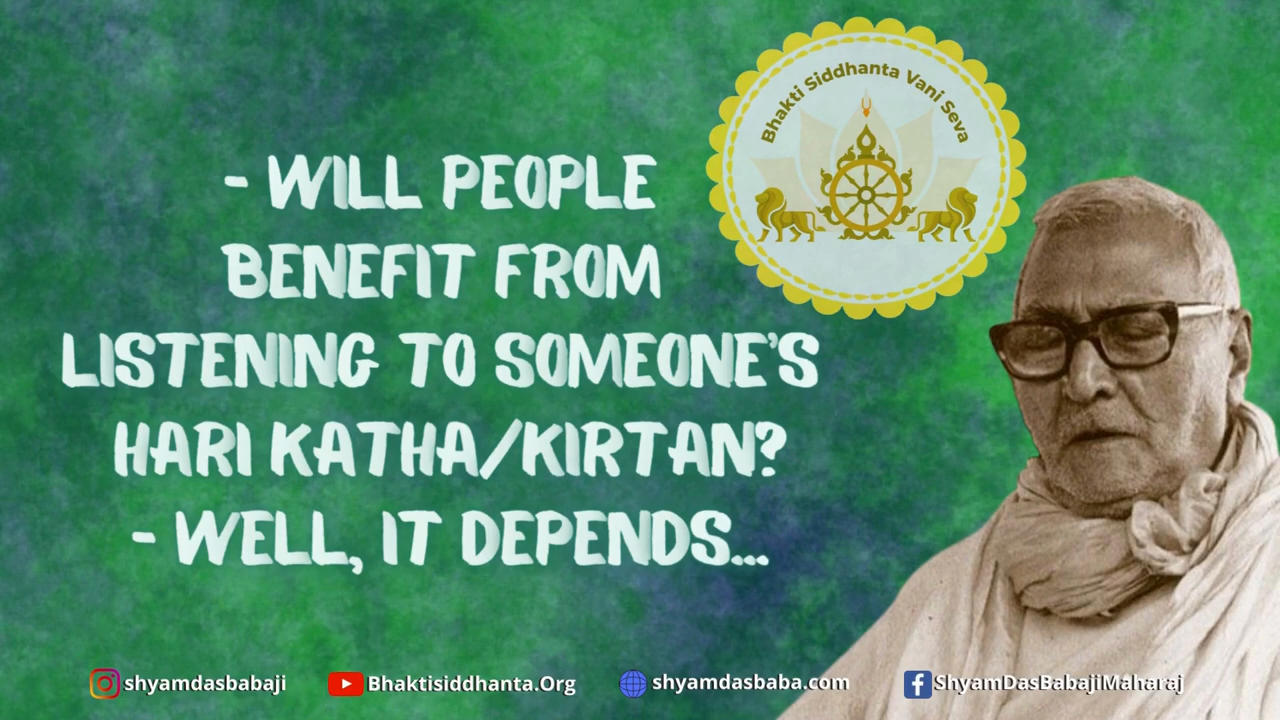 Bhakti Siddhanta Vani Seva
- WILL PEOPLE
BENEFIT FROM
LISTENING TO SOMEONE'S
HARI KATHA/KIRTAN?
- WELL, IT DEPENDS...
shyamdasbabaji
Bhaktisiddhanta.Org
shyamdasbaba.com
ShyamDasBabajiMaharaj